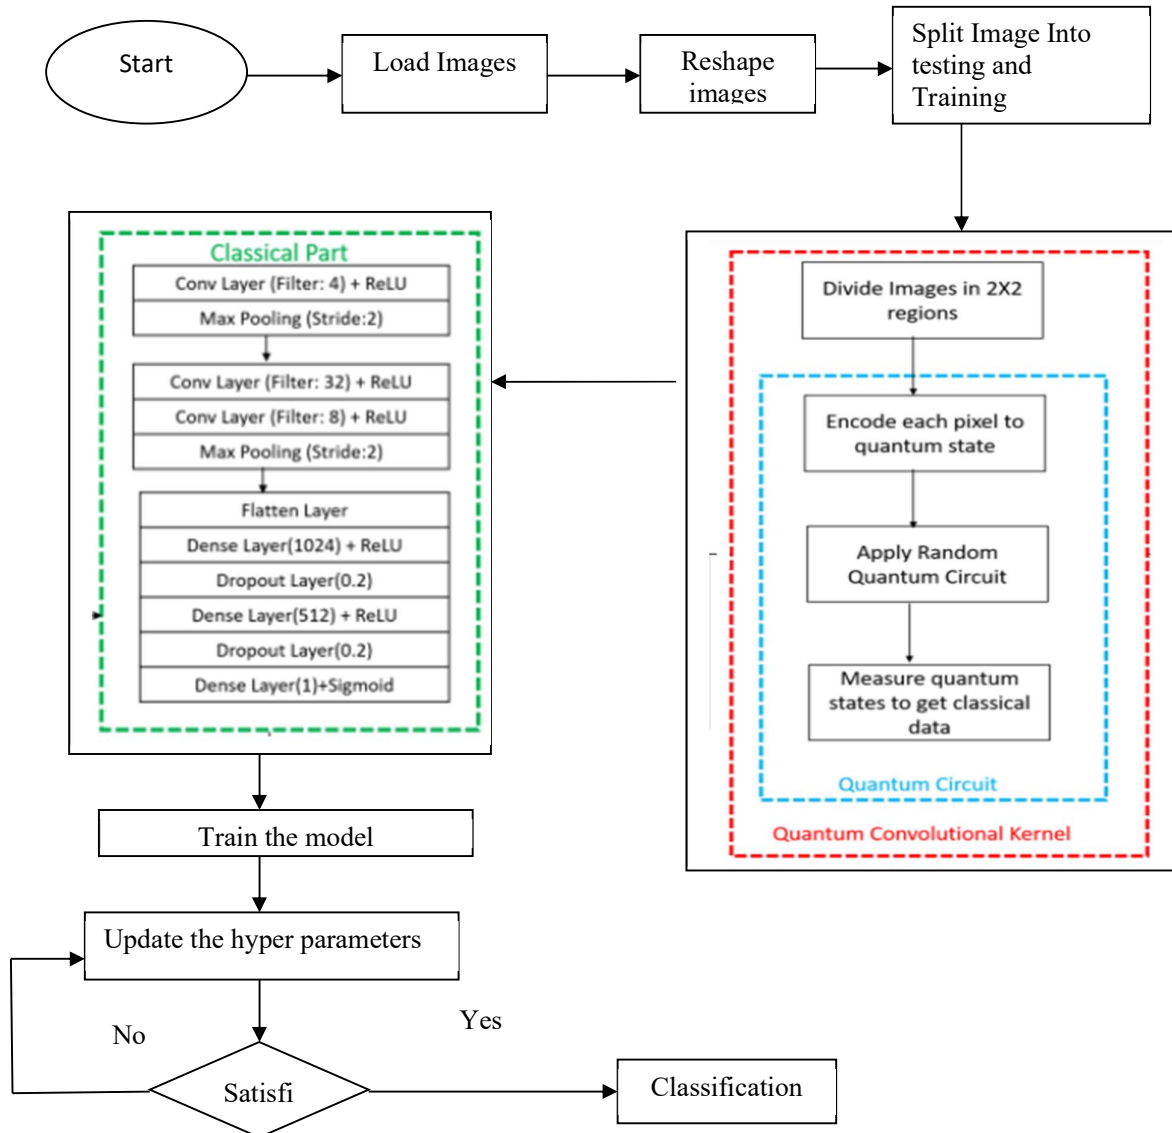 Start
Load Images
Reshape
images
Split Image Into
testing and
Training
Divide Images in 2X2
regions
Encode each pixel to
quantum state
Apply Random
Quantum Circuit
Measure quantum
states to get classical
data
Quantum Circuit
Quantum Convolutional Kernel
Classical Part
Conv Layer (Filter: 4) + ReLU
Max Pooling (Stride:2)
Conv Layer (Filter: 32) + ReLU
Conv Layer (Filter: 8) + ReLU
Max Pooling (Stride:2)
Flatten Layer
Dense Layer(1024) + ReLU
Dropout Layer(0.2)
Dense Layer(512) + ReLU
Dropout Layer(0.2)
Dense Layer(1)+Sigmoid
Train the model
Update the hyper parameters
No
Yes
Satisfi
Classification